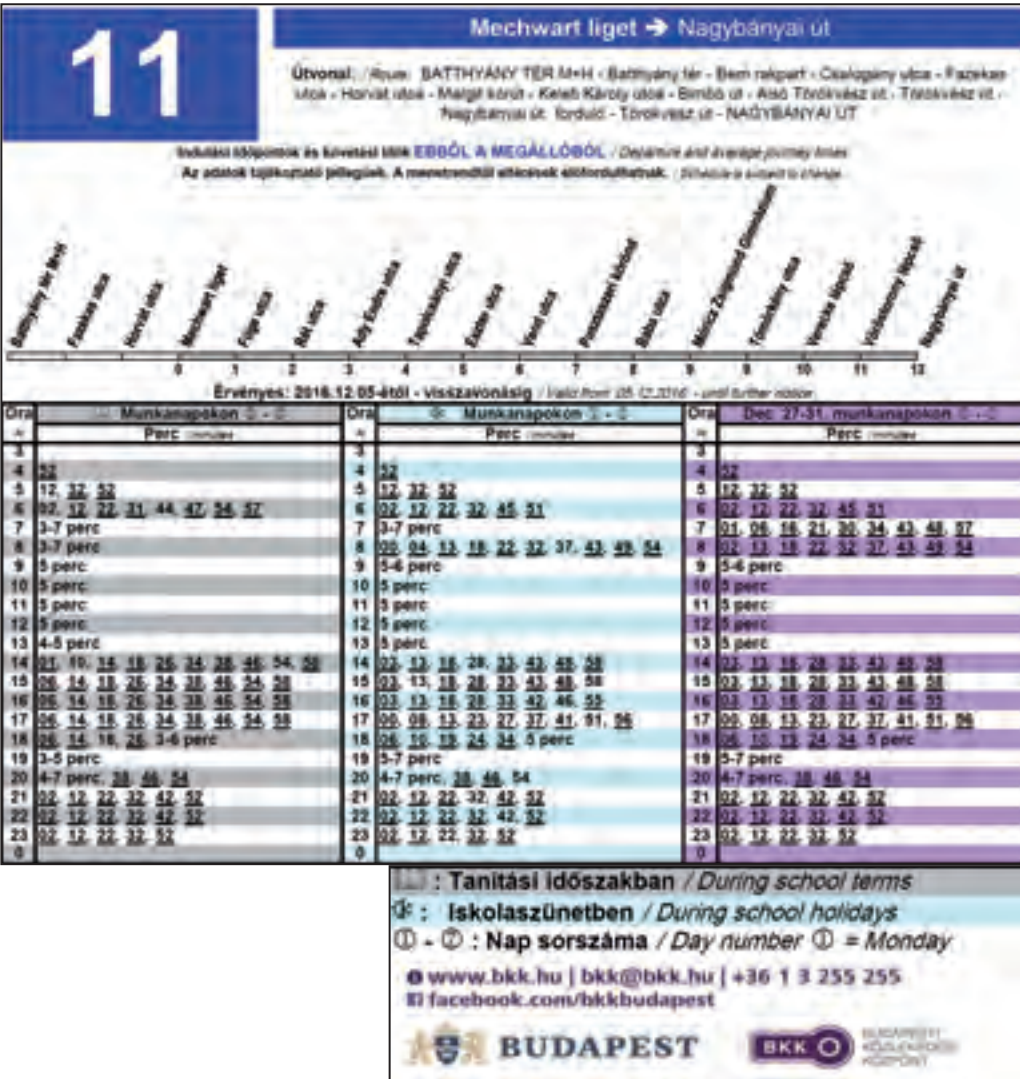 11
Mechwart liget ➔ Nagybányai út
Útvonal: / Route: BATTHYÁNY TÉR M+H - Batthyány tér - Bem rakpart - Csalogány utca - Fazekas
utca - Horvát utca - Margit körút - Keleti Károly utca - Bimbó út - Alsó Törökvész út - Törökvész út -
Nagybányai út, forduló - Törökvész út - NAGYBÁNYAI ÚT
Indulási időpontok és követési idők EBBŐL A MEGÁLLÓBÓL / Departure and average journey times
Az adatok tájékoztató jellegűek. A menetrendtől eltérések előfordulhatnak. / Schedule is subject to change
Batthyány tér M+H
Fazekas utca
Horvát utca
Mechwart liget
Füge utca
Bét utca
Ady Endre utca
Eszter utca
Vend utca
Baba utca
Móricz Zsigmond Gimnázium
Törökvész
Vérhalom lépcső
Nagybányai út
0 1 2 3 4 5 6 7 8 9 10 11 12
Érvényes: 2016.12.05-étől - visszavonásig / Valid from: 05.12.2016 - until further notice
Óra Munkanapokon ① - Óra Munkanapokon ① - Óra Dec. 27-31. munkanapokon
Perc / minutes Perc / minutes Perc / minutes
3 3 3
4 52 4 52 4 52
5 12, 32, 52 5 12, 32, 52 5 12, 32, 52
6 02, 12, 22, 31, 44, 47, 54, 57 6 02, 12, 22, 32, 45, 51 6 02, 12, 22, 32, 45, 51
7 3-7 perc 7 3-7 perc 7 01, 06, 16, 21, 30, 34, 43, 48, 57
8 3-7 perc 8 00, 04, 13, 18, 22, 32, 37, 43, 49, 54 8 02, 13, 18, 22, 32, 37, 43, 49, 54
9 5 perc 9 5-6 perc 9 5-6 perc
10 5 perc 10 5 perc 10 5 perc
11 5 perc 11 5 perc 11 5 perc
12 5 perc 12 5 perc 12 5 perc
13 4-5 perc 13 5 perc 13 5 perc
14 01, 10, 14, 18, 26, 34, 38, 46, 54, 58 14 03, 13, 18, 28, 33, 43, 48, 58 14 03, 13, 18, 28, 33, 43, 48, 58
15 06, 14, 18, 26, 34, 38, 46, 54, 58 15 03, 13, 18, 28, 33, 43, 48, 58 15 03, 13, 18, 28, 33, 43, 48, 58
16 06, 14, 18, 26, 34, 38, 46, 54, 58 16 03, 13, 18, 28, 33, 42, 46, 55 16 03, 13, 18, 28, 33, 42, 46, 55
17 06, 14, 18, 26, 34, 38, 46, 54, 58 17 00, 08, 13, 23, 27, 37, 41, 51, 56 17 00, 08, 13, 23, 27, 37, 41, 51, 56
18 06, 14, 18, 26, 3-6 perc 18 06, 10, 19, 24, 34, 5 perc 18 06, 10, 19, 24, 34, 5 perc
19 3-5 perc 19 5-7 perc 19 5-7 perc
20 4-7 perc, 38, 46, 54 20 4-7 perc, 38, 46, 54 20 4-7 perc, 38, 46, 54
21 02, 12, 22, 32, 42, 52 21 02, 12, 22, 32, 42, 52 21 02, 12, 22, 32, 42, 52
22 02, 12, 22, 32, 42, 52 22 02, 12, 22, 32, 42, 52 22 02, 12, 22, 32, 42, 52
23 02, 12, 22, 32, 52 23 02, 12, 22, 32, 52 23 02, 12, 22, 32, 52
0 0 0
: Tanítási időszakban / During school terms
: Iskolaszünetben / During school holidays
① - ⑦ : Nap sorszáma / Day number ① = Monday
www.bkk.hu | bkk@bkk.hu | +36 1 3 255 255
facebook.com/bkkbudapest
BUDAPEST
BKK
BUDAPESTI
KÖZLEKEDÉSI
KÖZPONT